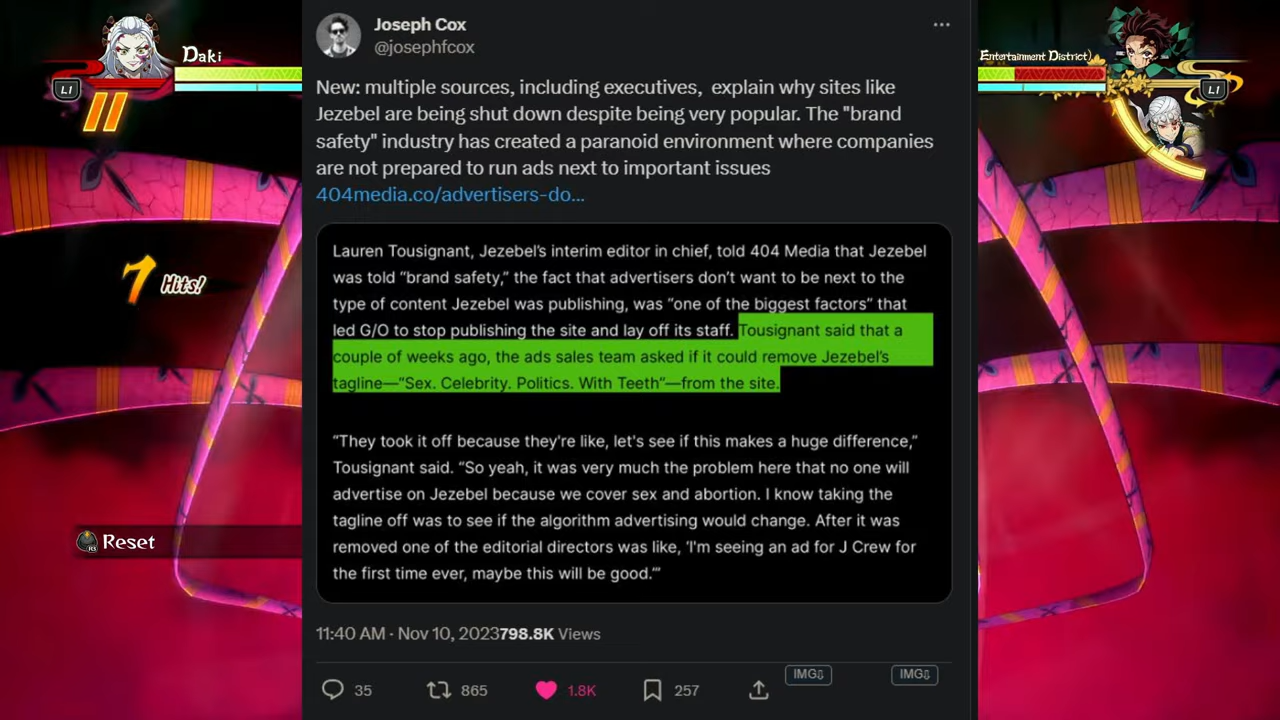 Joseph Cox
@josephfcox
New: multiple sources, including executives, explain why sites like
Jezebel are being shut down despite being very popular. The "brand
safety" industry has created a paranoid environment where companies
are not prepared to run ads next to important issues
404media.co/advertisers-do...
Lauren Tousignant, Jezebel's interim editor in chief, told 404 Media that Jezebel
was told “brand safety,” the fact that advertisers don't want to be next to the
type of content Jezebel was publishing, was “one of the biggest factors” that
led G/O to stop publishing the site and lay off its staff. Tousignant said that a
couple of weeks ago, the ads sales team asked if it could remove Jezebel's
tagline—“Sex. Celebrity. Politics. With Teeth”—from the site.
“They took it off because they're like, let's see if this makes a huge difference,”
Tousignant said. “So yeah, it was very much the problem here that no one will
advertise on Jezebel because we cover sex and abortion. I know taking the
tagline off was to see if the algorithm advertising would change. After it was
removed one of the editorial directors was like, ‘I'm seeing an ad for J Crew for
the first time ever, maybe this will be good.’”
11:40 AM · Nov 10, 2023 798.8K Views
35 865 1.8K 257
IMG⇩ IMG⇩
Daki
L1
7 Hits!
Reset
Entertainment District)
L1